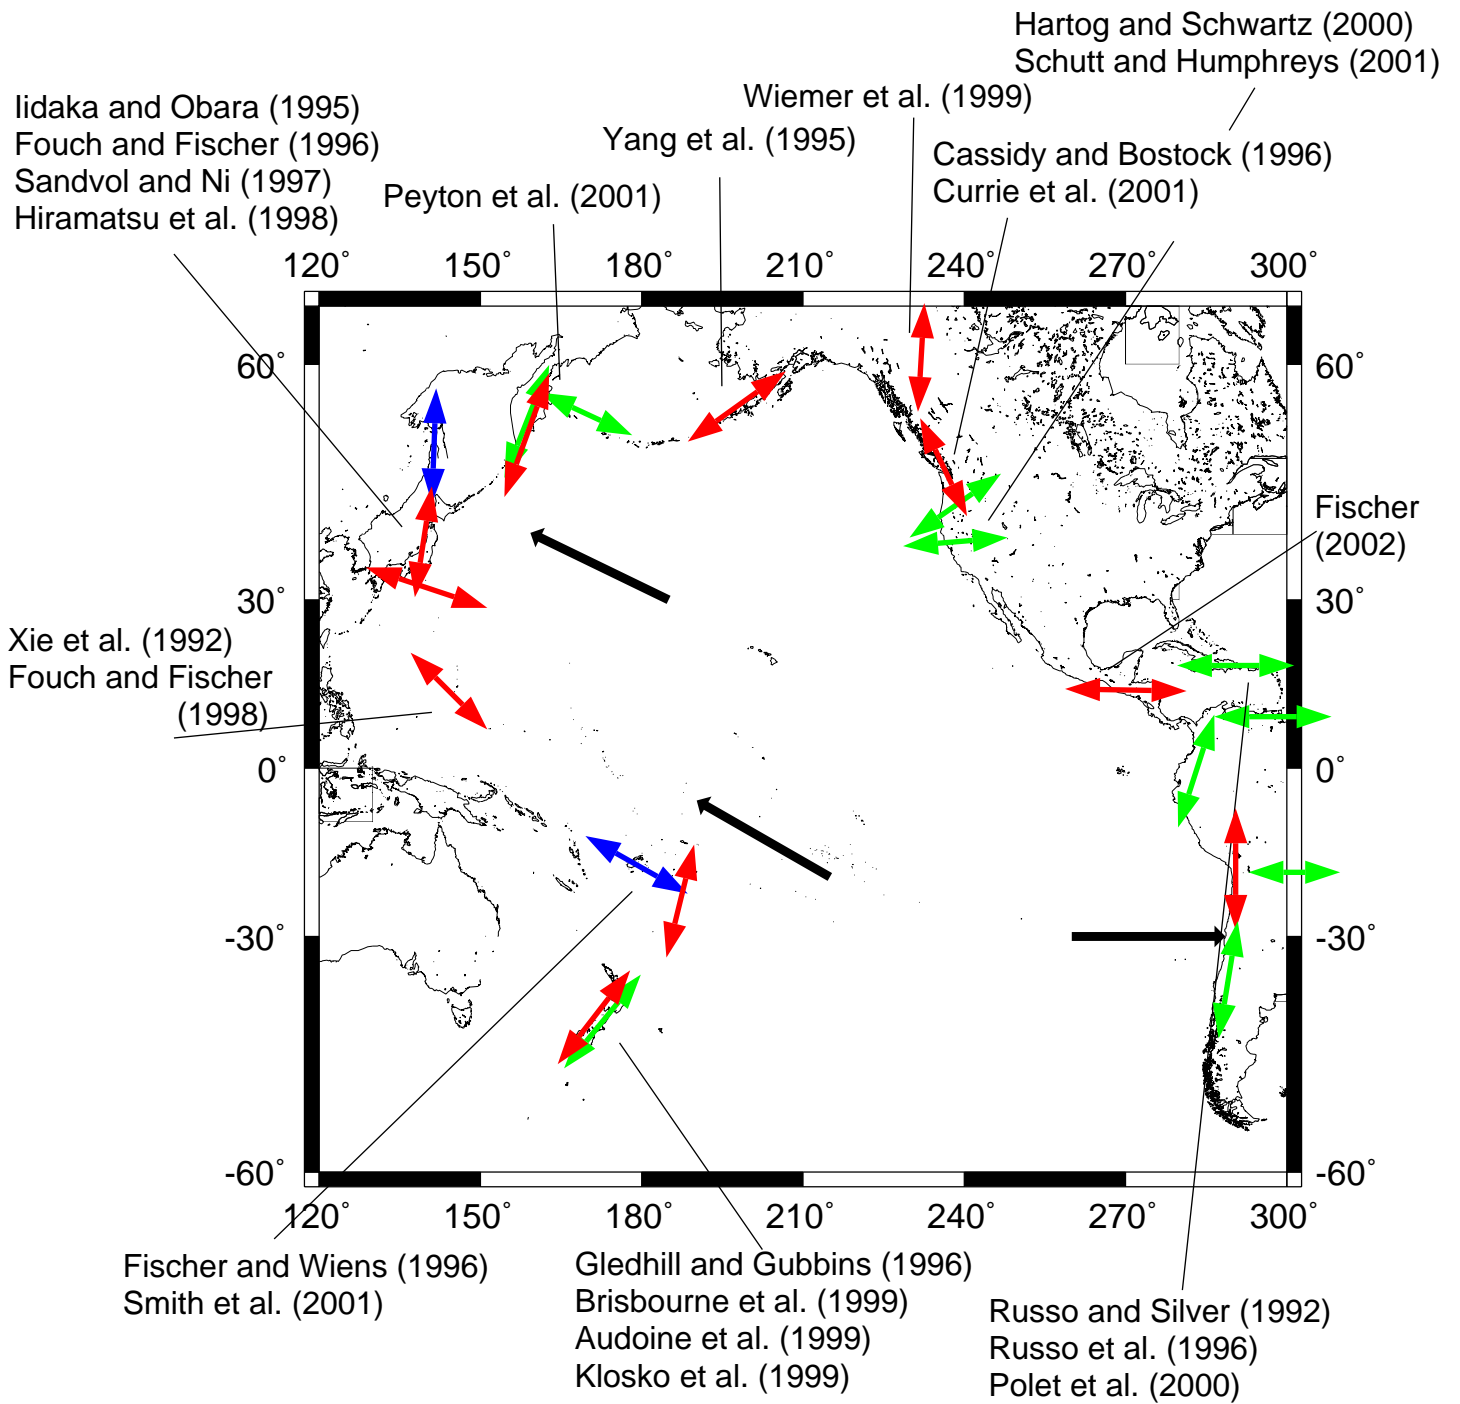 Hartog and Schwartz (2000)
Schutt and Humphreys (2001)
Wiemer et al. (1999)
Iidaka and Obara (1995)
Fouch and Fischer (1996)
Sandvol and Ni (1997)
Hiramatsu et al. (1998)
Yang et al. (1995)
Cassidy and Bostock (1996)
Currie et al. (2001)
Peyton et al. (2001)
120° 150° 180° 210° 240° 270° 300°
60° 60°
Fischer
(2002)
30° 30°
Xie et al. (1992)
Fouch and Fischer
(1998)
0° 0°
-30° -30°
-60° -60°
120° 150° 180° 210° 240° 270° 300°
Fischer and Wiens (1996)
Smith et al. (2001)
Gledhill and Gubbins (1996)
Brisbourne et al. (1999)
Audoine et al. (1999)
Klosko et al. (1999)
Russo and Silver (1992)
Russo et al. (1996)
Polet et al. (2000)